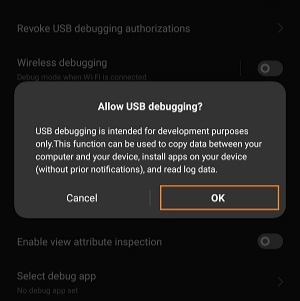 Revoke USB debugging authorizations
Wireless debugging
Debug mode when Wi-Fi is connected
Allow USB debugging?
USB debugging is intended for development purposes
only.This function can be used to copy data between your
computer and your device, install apps on your device
(without prior notifications), and read log data.
Cancel
OK
Enable view attribute inspection
Select debug app
No debug app set